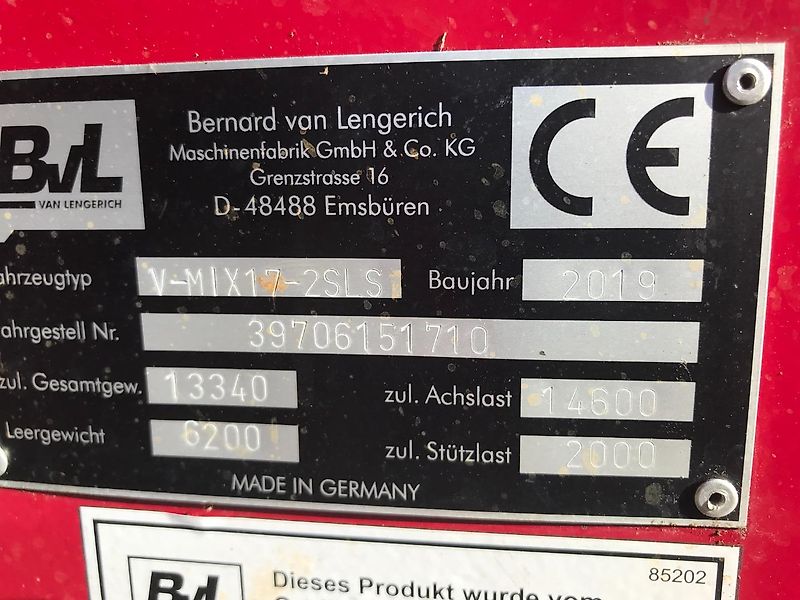 BvL
VAN LENGERICH
Bernard van Lengerich
Maschinenfabrik GmbH & Co. KG
Grenzstrasse 16
D-48488 Emsbüren
CE
ahrzeugtyp V-MIX17-2SLS Baujahr 2019
ahrgestell Nr. 39706151710
zul. Gesamtgew. 13340 zul. Achslast 14600
Leergewicht 6200 zul. Stützlast 2000
MADE IN GERMANY
BvL
Dieses Produkt wurde vom
85202